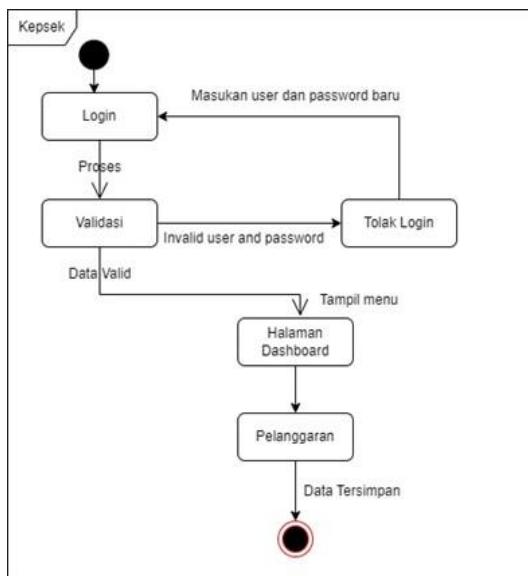 Kepsek
Masukan user dan password baru
Login
Proses
Validasi
Tolak Login
Invalid user and password
Data Valid
Tampil menu
Halaman
Dashboard
Pelanggaran
Data Tersimpan